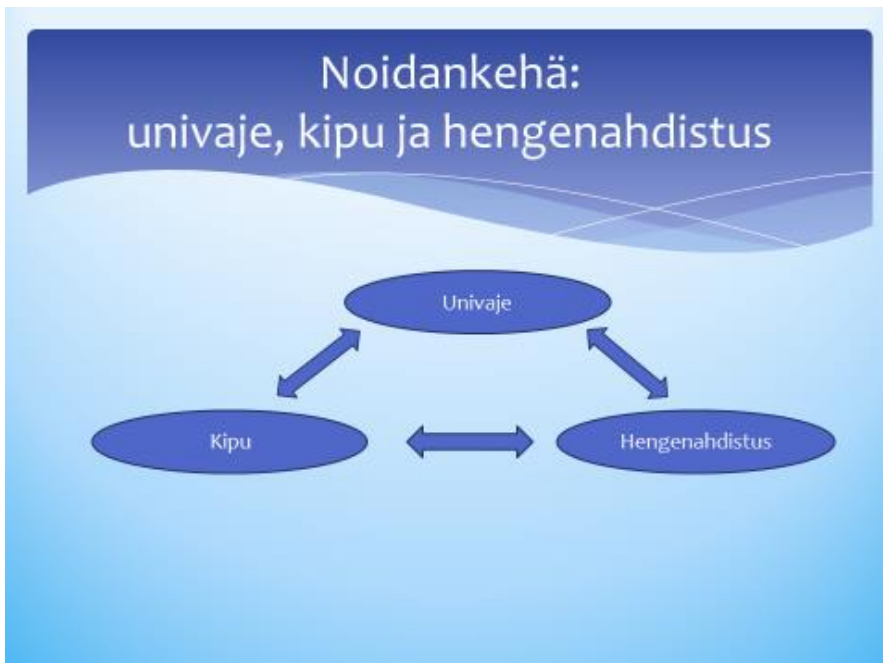 Noidankehä:
univaje, kipu ja hengenahdistus
Univaje
Kipu
Hengenahdistus